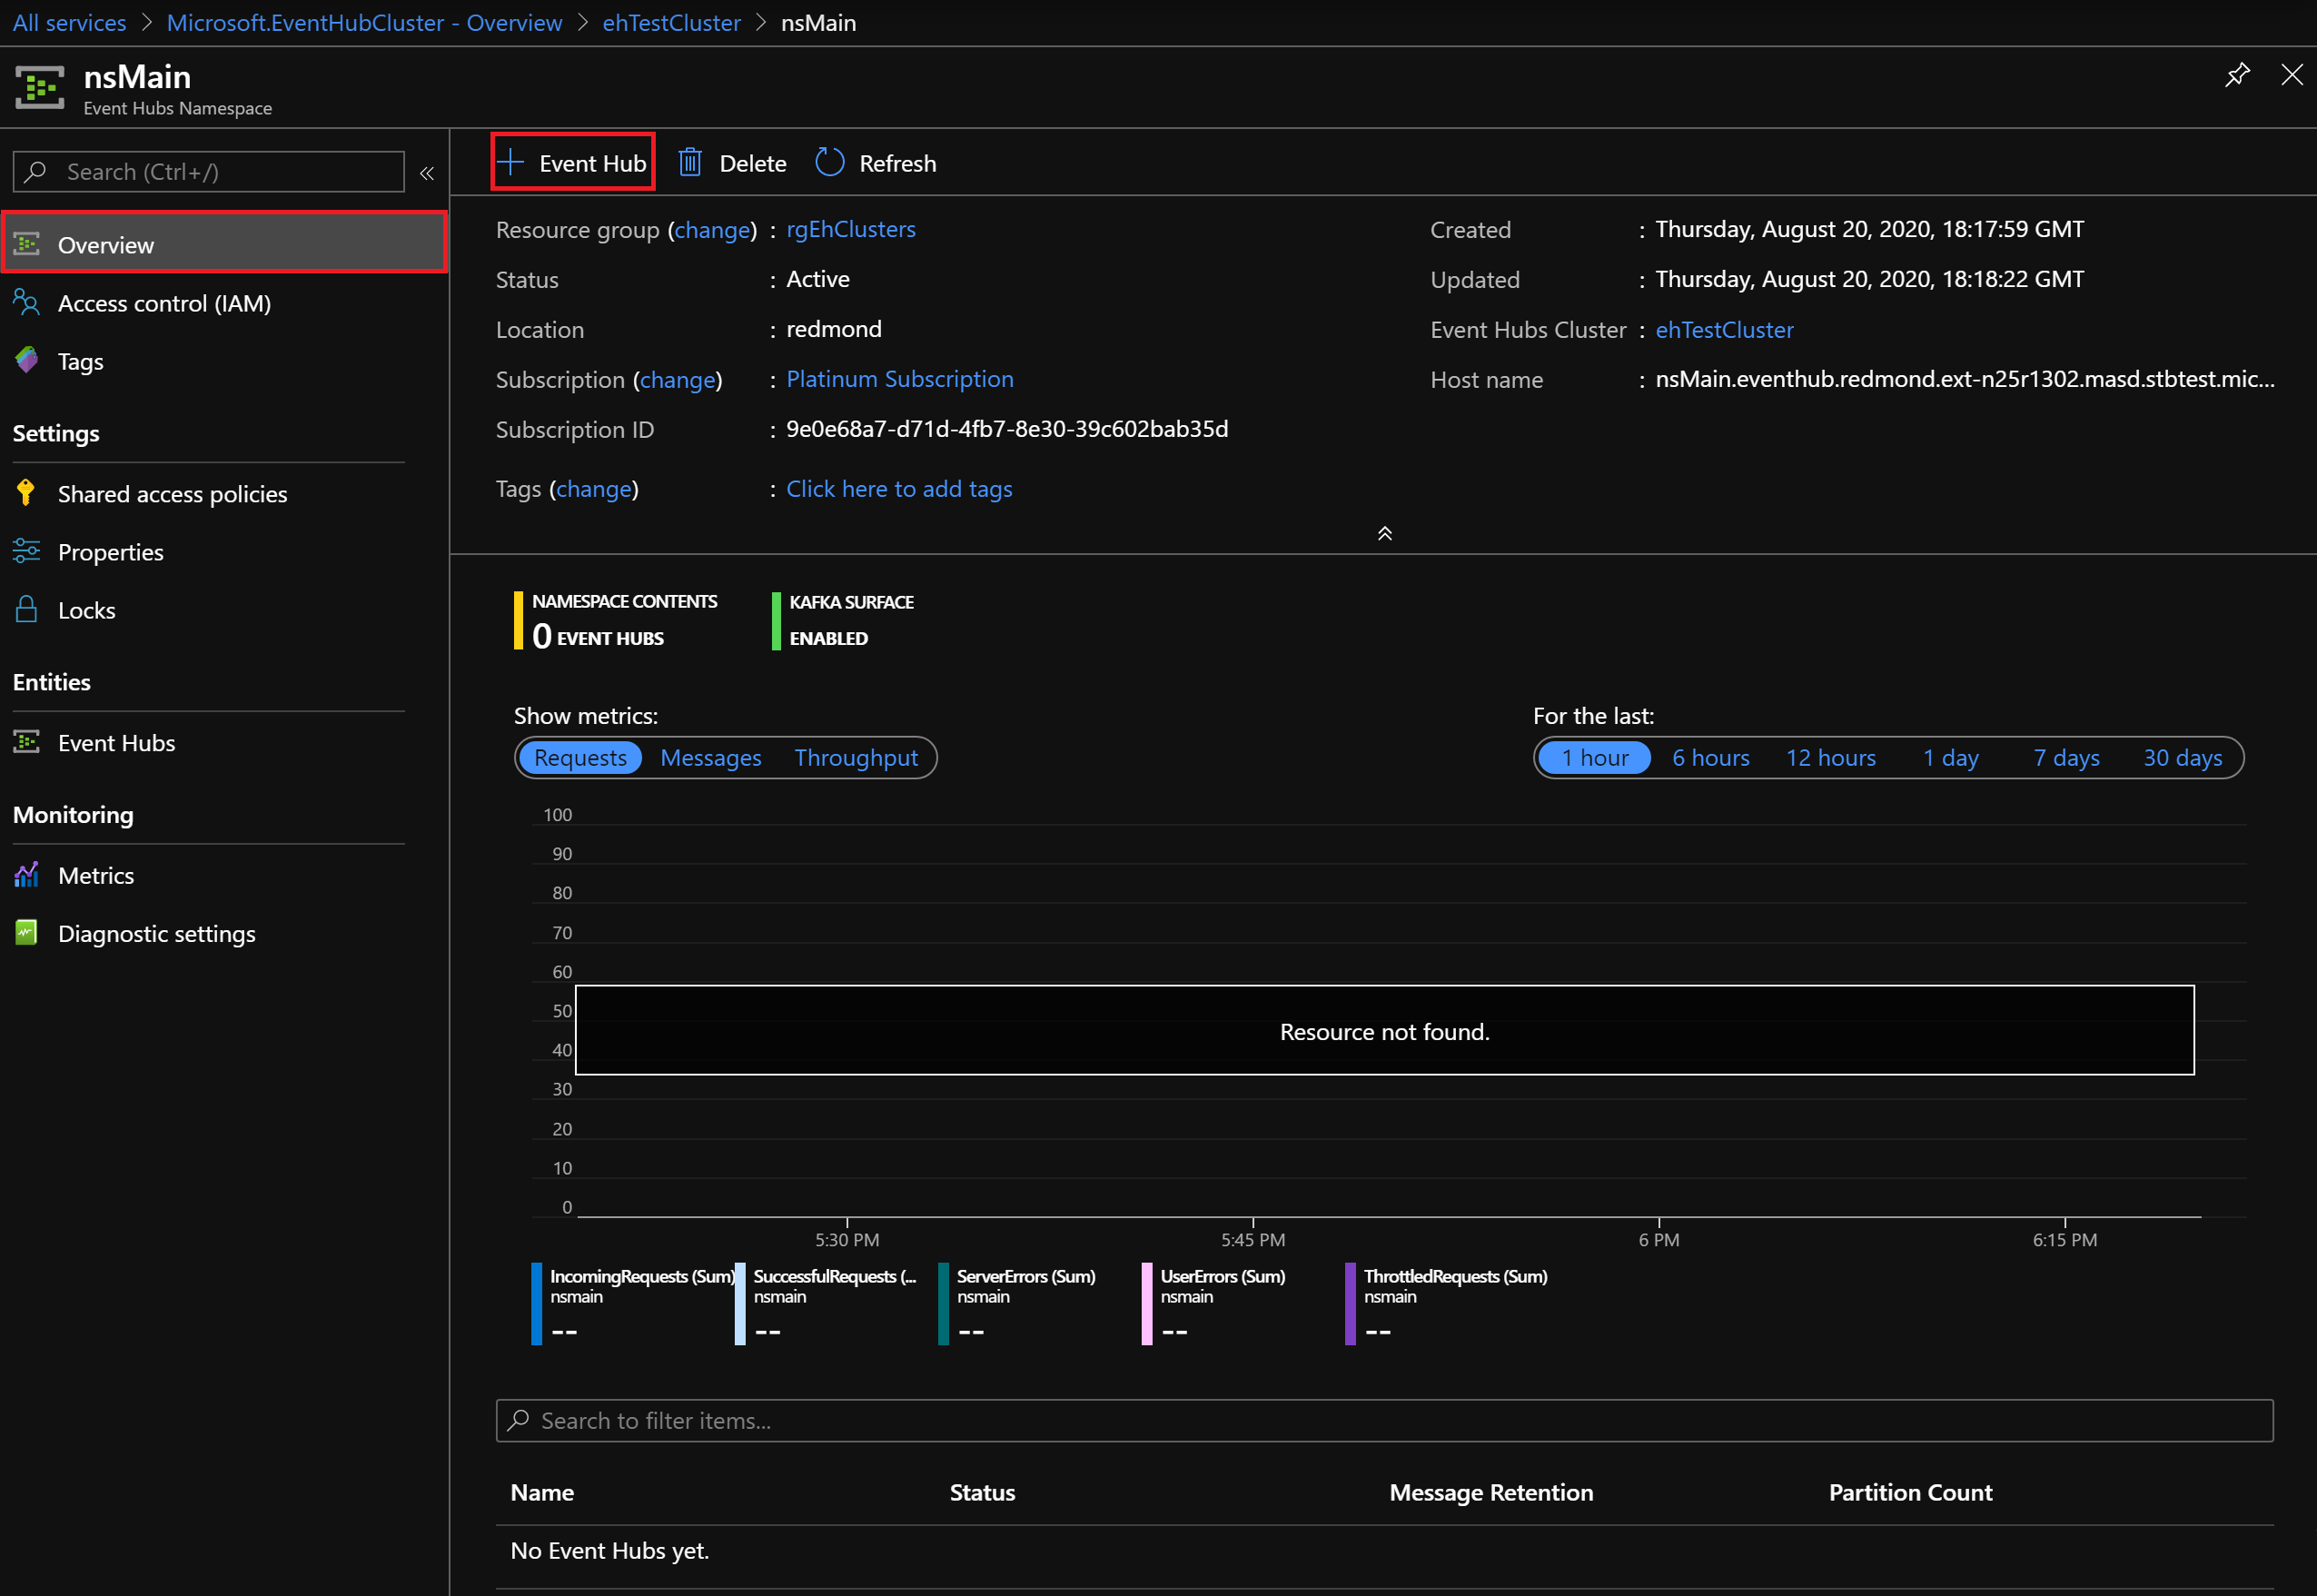 All services > Microsoft.EventHubCluster - Overview > ehTestCluster > nsMain
nsMain
Event Hubs Namespace
Search (Ctrl+/)
«
Overview
Access control (IAM)
Tags
Settings
Shared access policies
Properties
Locks
Entities
Event Hubs
Monitoring
Metrics
Diagnostic settings
Event Hub Delete Refresh
Resource group (change) : rgEhClusters
Status : Active
Location : redmond
Subscription (change) : Platinum Subscription
Subscription ID : 9e0e68a7-d71d-4fb7-8e30-39c602bab35d
Tags (change) : Click here to add tags
Created : Thursday, August 20, 2020, 18:17:59 GMT
Updated : Thursday, August 20, 2020, 18:18:22 GMT
Event Hubs Cluster : ehTestCluster
Host name : nsMain.eventhub.redmond.ext-n25r1302.masd.stbtest.mic...
NAMESPACE CONTENTS
0 EVENT HUBS
KAFKA SURFACE
ENABLED
Show metrics:
Requests Messages Throughput
For the last:
1 hour 6 hours 12 hours 1 day 7 days 30 days
100
90
80
70
60
50
40
30
20
10
0
Resource not found.
5:30 PM 5:45 PM 6 PM 6:15 PM
IncomingRequests (Sum)
nsmain
--
SuccessfulRequests (...
nsmain
--
ServerErrors (Sum)
nsmain
--
UserErrors (Sum)
nsmain
--
ThrottledRequests (Sum)
nsmain
--
Search to filter items...
Name Status Message Retention Partition Count
No Event Hubs yet.